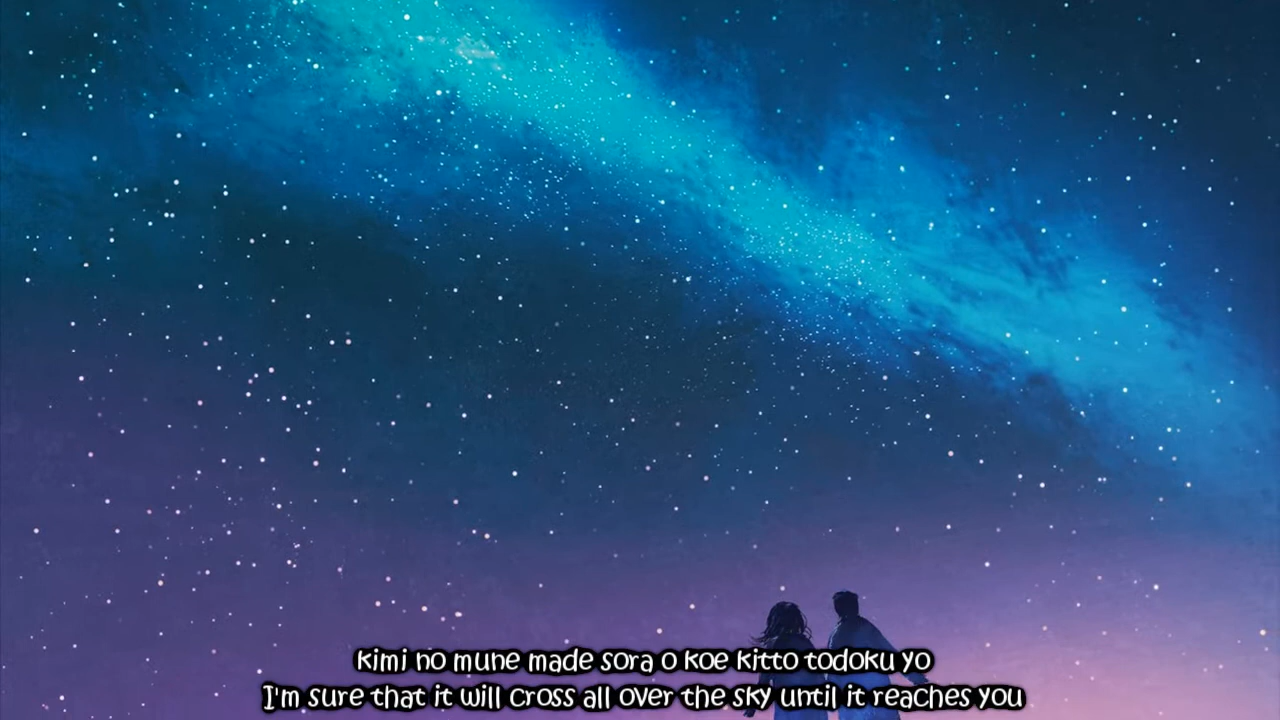 kimi no mune made sora o koe kitto todoku yo
I'm sure that it will cross all over the sky until it reaches you